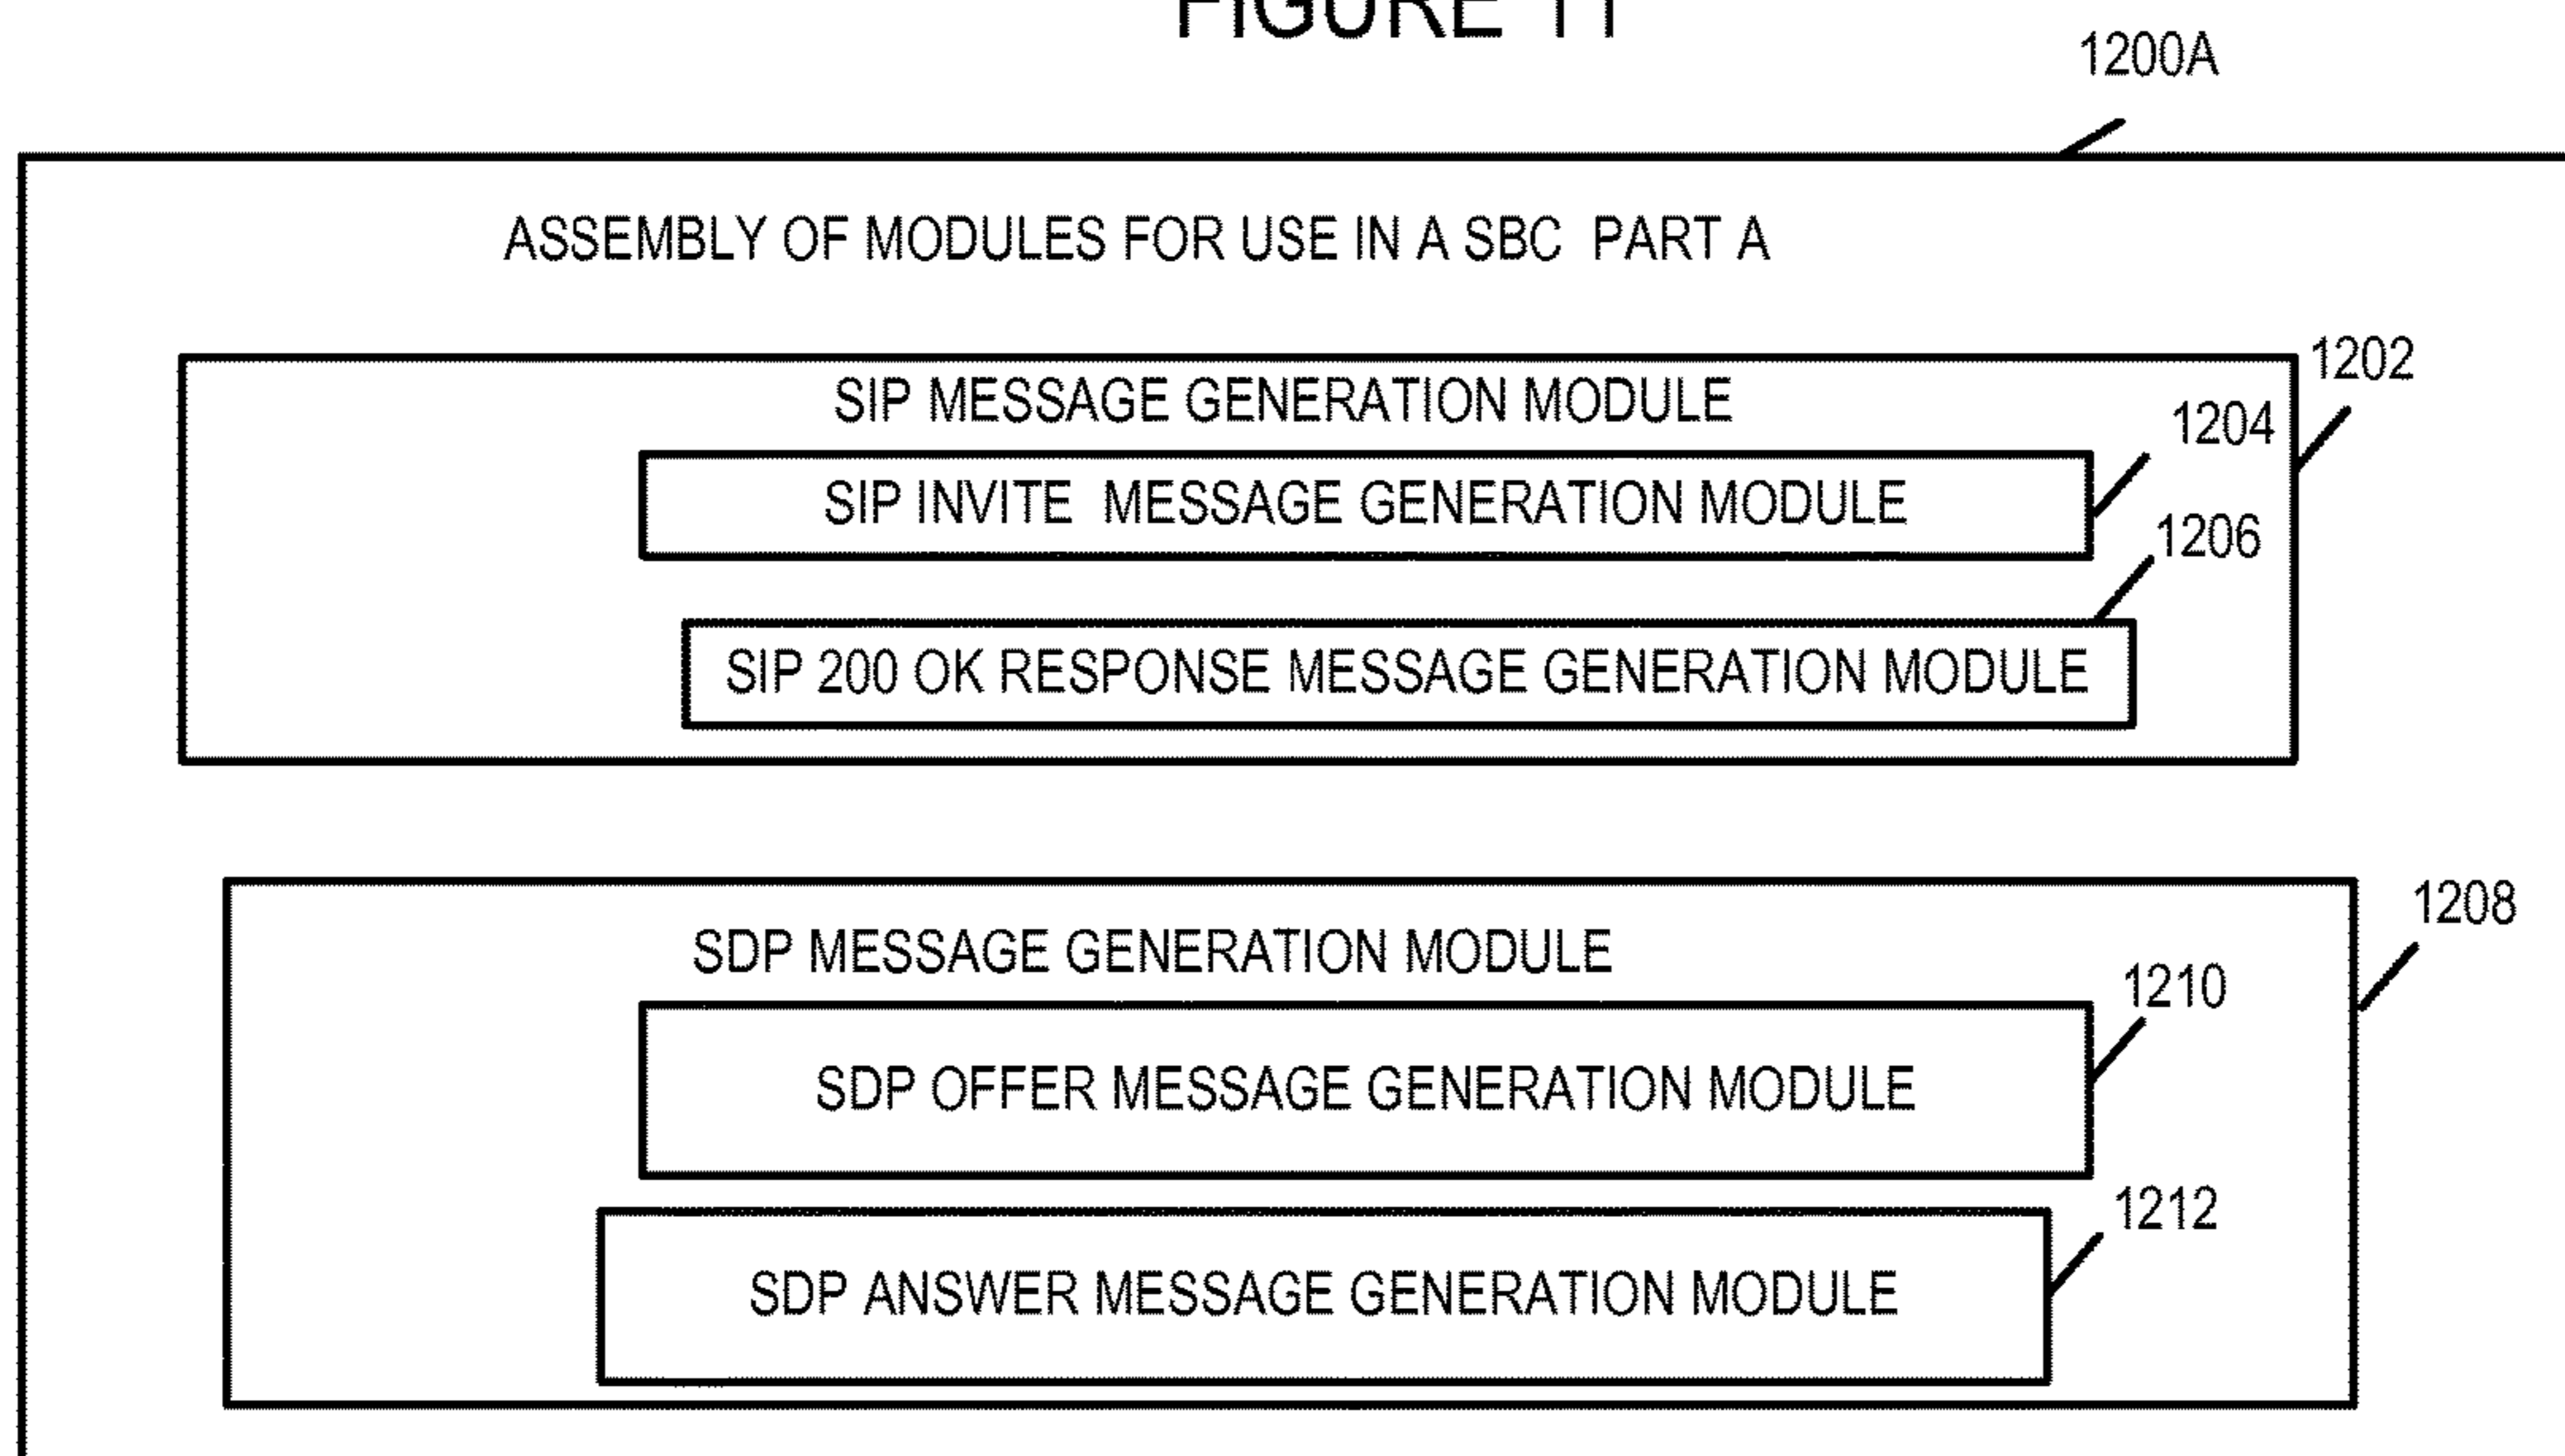 FIGURE 11
1200A
ASSEMBLY OF MODULES FOR USE IN A SBC PART A
1202
SIP MESSAGE GENERATION MODULE
1204
SIP INVITE MESSAGE GENERATION MODULE
1206
SIP 200 OK RESPONSE MESSAGE GENERATION MODULE
1208
SDP MESSAGE GENERATION MODULE
1210
SDP OFFER MESSAGE GENERATION MODULE
1212
SDP ANSWER MESSAGE GENERATION MODULE